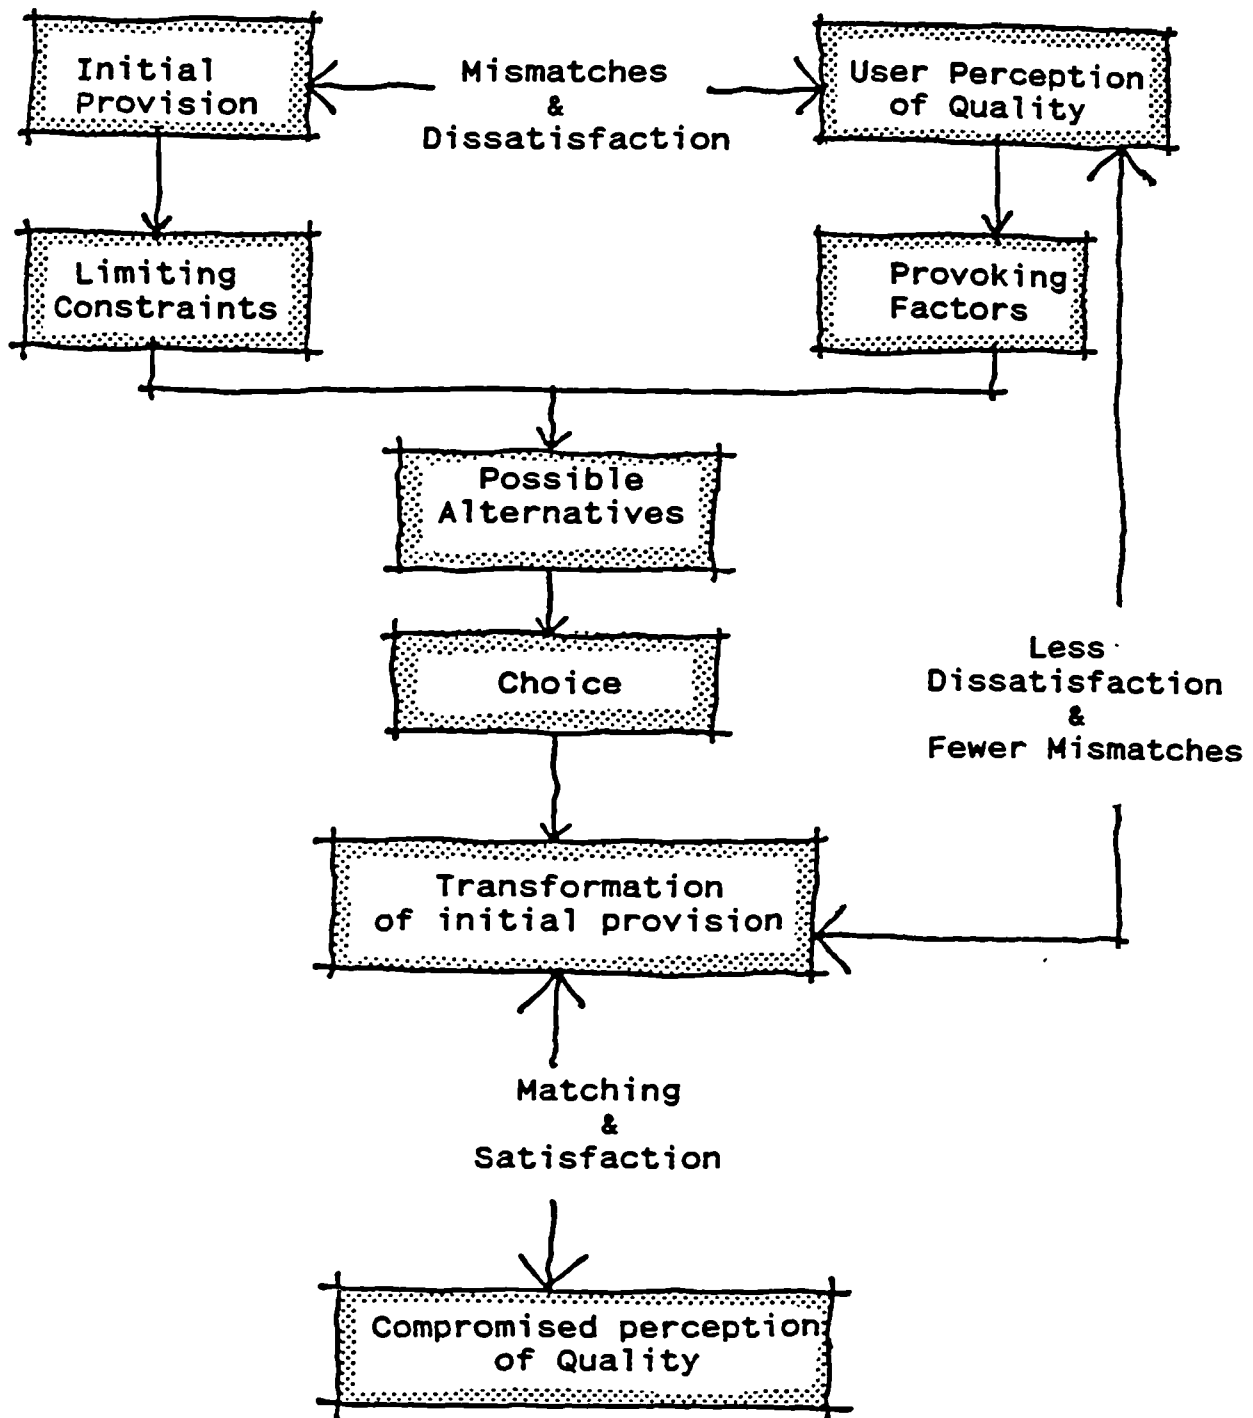 Initial
Provision
Mismatches
&
Dissatisfaction
User Perception
of Quality
Limiting
Constraints
Provoking
Factors
Possible
Alternatives
Choice
Less
Dissatisfaction
&
Fewer Mismatches
Transformation
of initial provision
Matching
&
Satisfaction
Compromised perception
of Quality